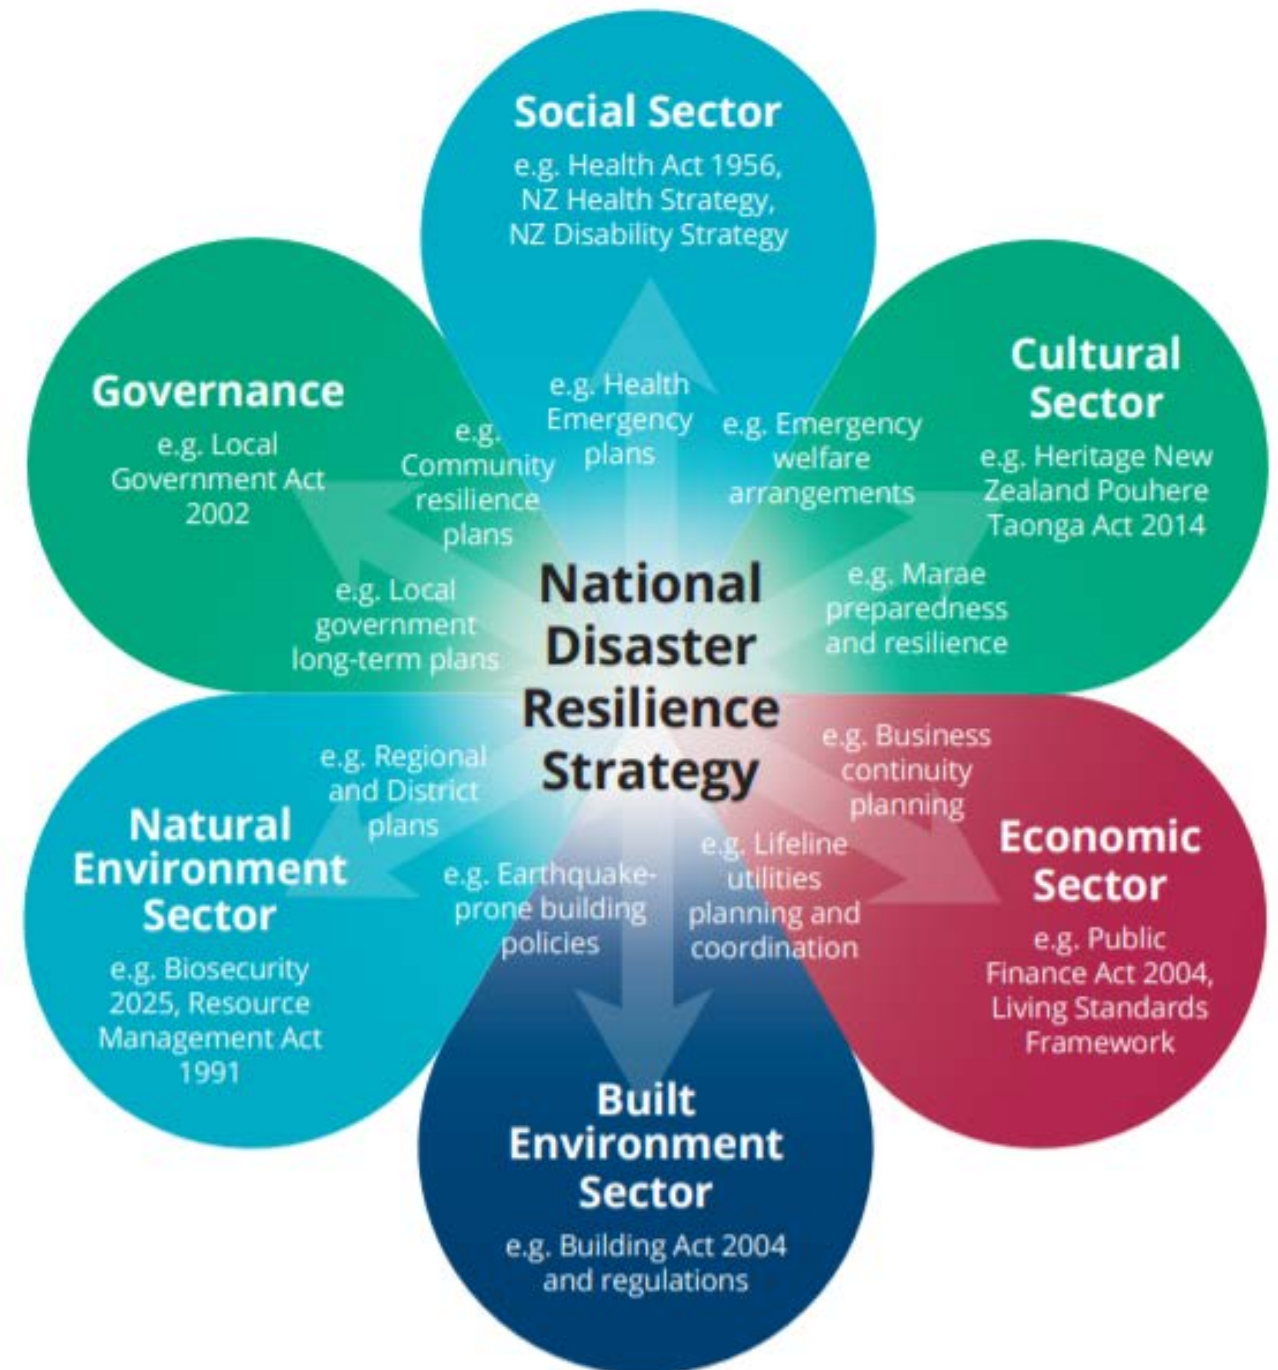 Social Sector
e.g. Health Act 1956,
NZ Health Strategy,
NZ Disability Strategy
e.g. Health
Emergency
plans
Governance
e.g. Local
Government Act
2002
e.g.
Community
resilience
plans
e.g. Local
government
long-term plans
e.g. Emergency
welfare
arrangements
Cultural
Sector
e.g. Heritage New
Zealand Pouhere
Taonga Act 2014
e.g. Marae
preparedness
and resilience
National
Disaster
Resilience
Strategy
e.g. Regional
and District
plans
Natural
Environment
Sector
e.g. Biosecurity
2025, Resource
Management Act
1991
e.g. Earthquake-
prone building
policies
e.g. Lifeline
utilities
planning and
coordination
e.g. Business
continuity
planning
Economic
Sector
e.g. Public
Finance Act 2004,
Living Standards
Framework
Built
Environment
Sector
e.g. Building Act 2004
and regulations